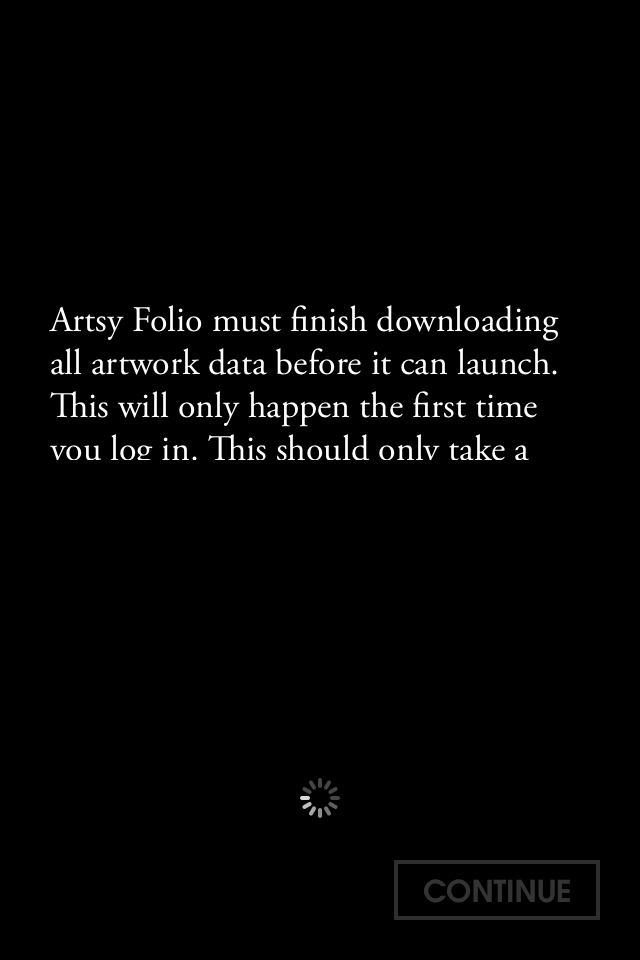 Artsy Folio must finish downloading
all artwork data before it can launch.
This will only happen the first time
you log in. This should only take a
CONTINUE